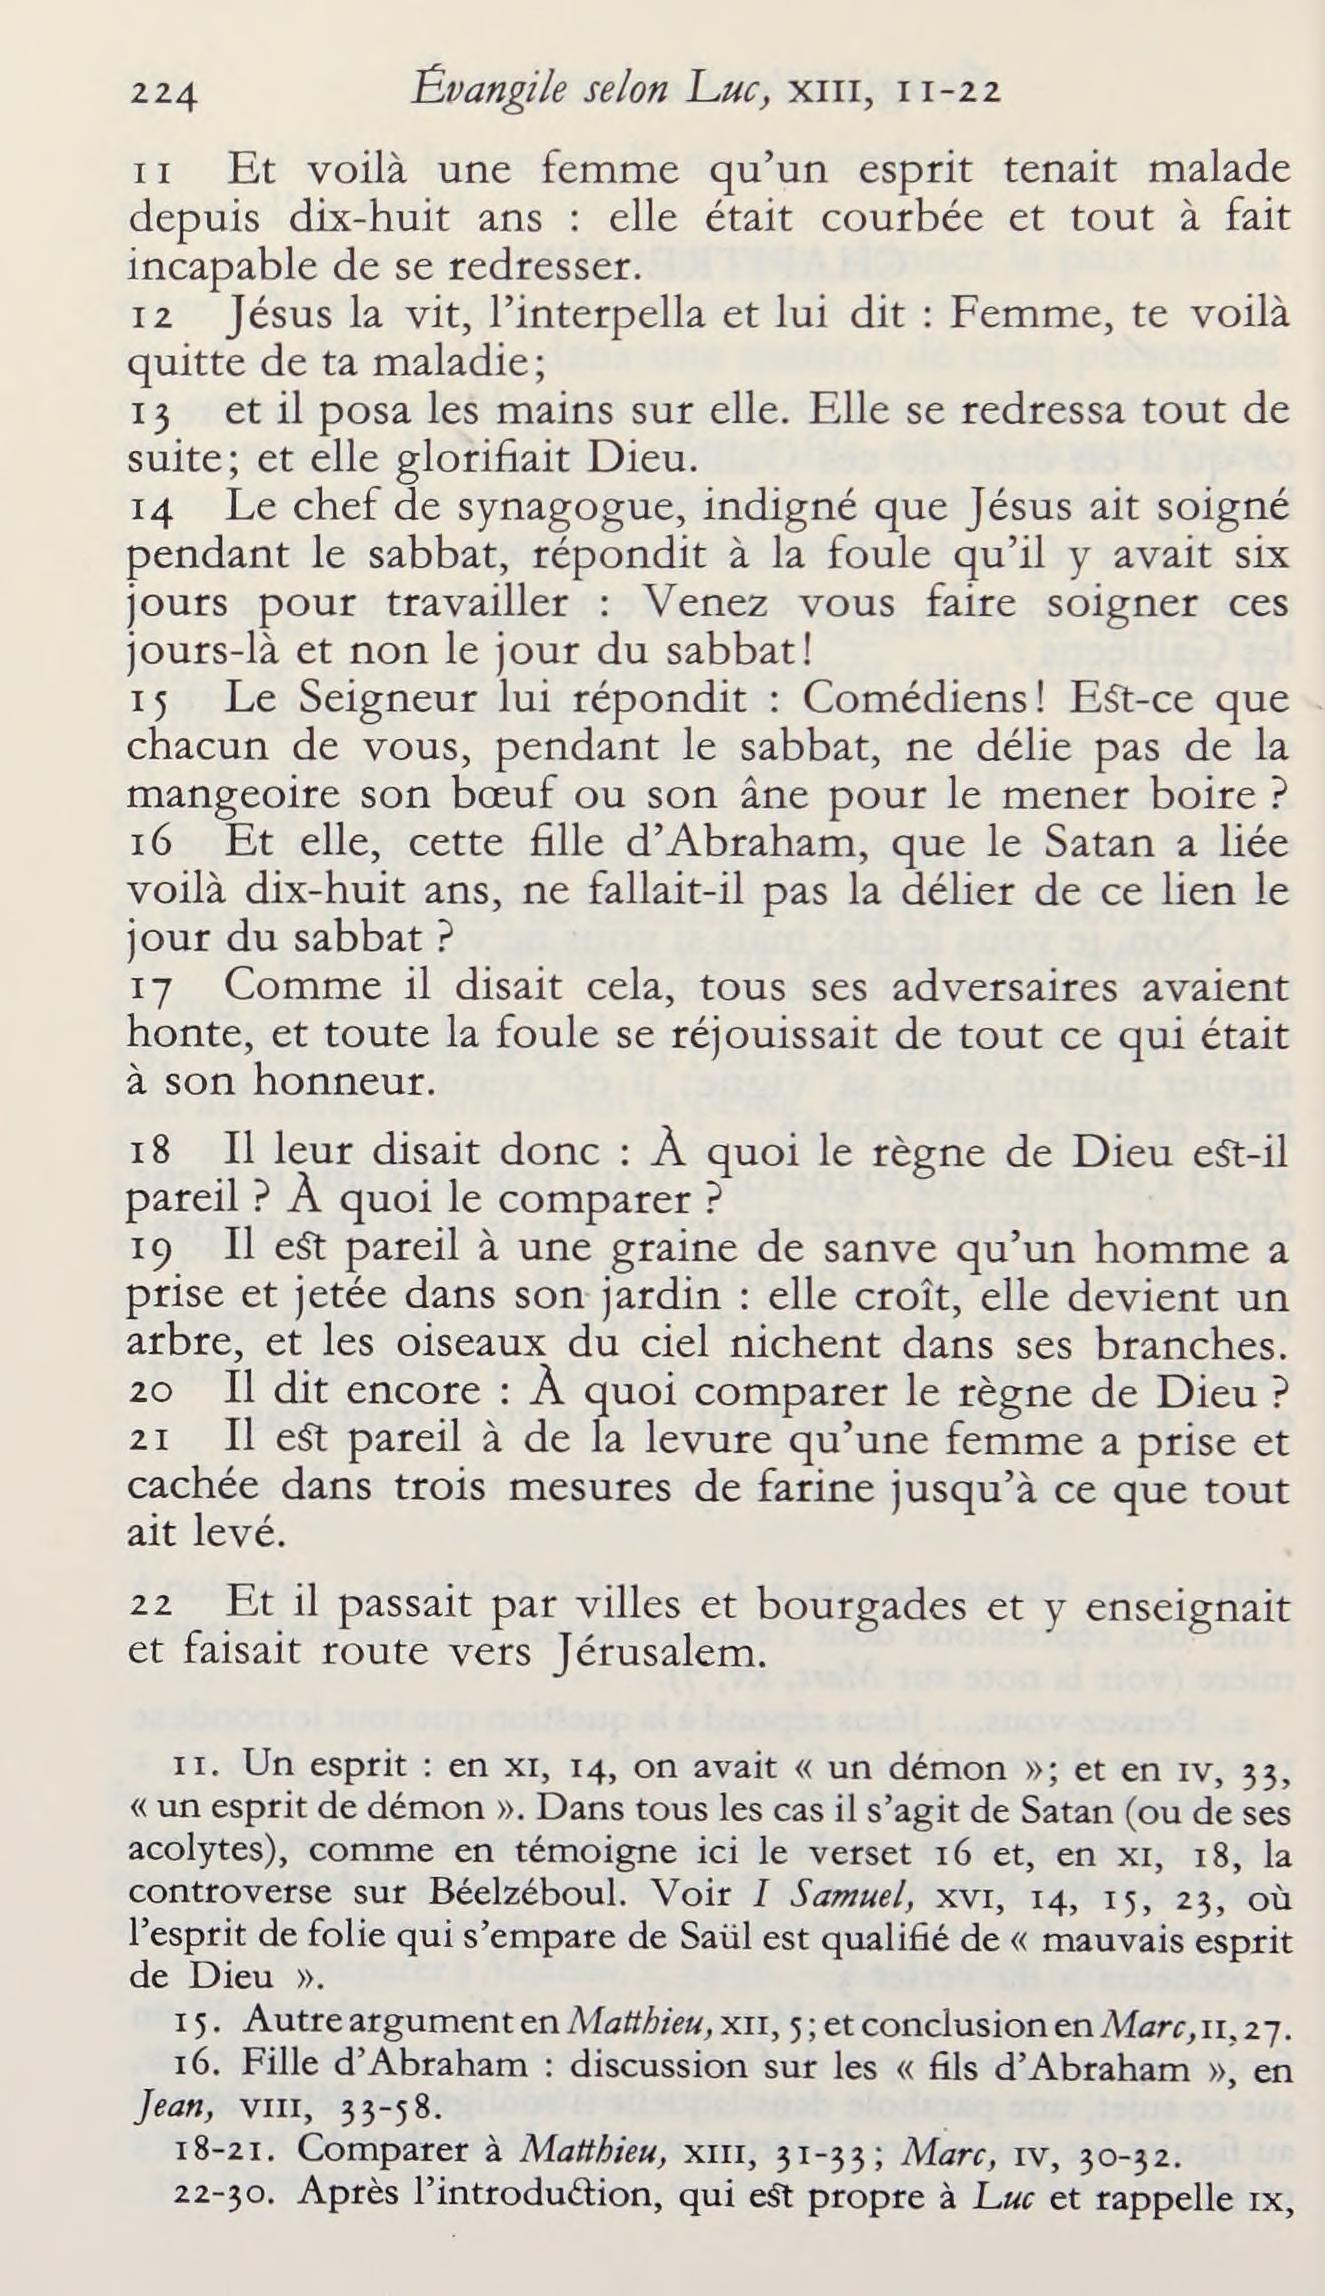 224 Évangile selon Luc, XIII, 11-22
11 Et voilà une femme qu’un esprit tenait malade
depuis dix-huit ans : elle était courbée et tout à fait
incapable de se redresser.
12 Jésus la vit, l’interpella et lui dit : Femme, te voilà
quitte de ta maladie;
13 et il posa les mains sur elle. Elle se redressa tout de
suite; et elle glorifiait Dieu.
14 Le chef de synagogue, indigné que Jésus ait soigné
pendant le sabbat, répondit à la foule qu’il y avait six
jours pour travailler : Venez vous faire soigner ces
jours-là et non le jour du sabbat!
15 Le Seigneur lui répondit : Comédiens! Est-ce que
chacun de vous, pendant le sabbat, ne délie pas de la
mangeoire son bœuf ou son âne pour le mener boire ?
16 Et elle, cette fille d’Abraham, que le Satan a liée
voilà dix-huit ans, ne fallait-il pas la délier de ce lien le
jour du sabbat ?
17 Comme il disait cela, tous ses adversaires avaient
honte, et toute la foule se réjouissait de tout ce qui était
à son honneur.
18 Il leur disait donc : À quoi le règne de Dieu est-il
pareil ? À quoi le comparer ?
19 Il est pareil à une graine de sanve qu’un homme a
prise et jetée dans son jardin : elle croît, elle devient un
arbre, et les oiseaux du ciel nichent dans ses branches.
20 Il dit encore : À quoi comparer le règne de Dieu ?
21 Il est pareil à de la levure qu’une femme a prise et
cachée dans trois mesures de farine jusqu’à ce que tout
ait levé.
22 Et il passait par villes et bourgades et y enseignait
et faisait route vers Jérusalem.
11. Un esprit : en XI, 14, on avait « un démon »; et en IV, 33,
« un esprit de démon ». Dans tous les cas il s’agit de Satan (ou de ses
acolytes), comme en témoigne ici le verset 16 et, en XI, 18, la
controverse sur Béelzéboul. Voir I Samuel, XVI, 14, 15, 23, où
l’esprit de folie qui s’empare de Saül est qualifié de « mauvais esprit
de Dieu ».
15. Autre argument en Matthieu, XII, 5; et conclusion en Marc, II, 27.
16. Fille d’Abraham : discussion sur les « fils d’Abraham », en
Jean, VIII, 33-58.
18-21. Comparer à Matthieu, XIII, 31-33; Marc, IV, 30-32.
22-30. Après l’introduction, qui est propre à Luc et rappelle IX,